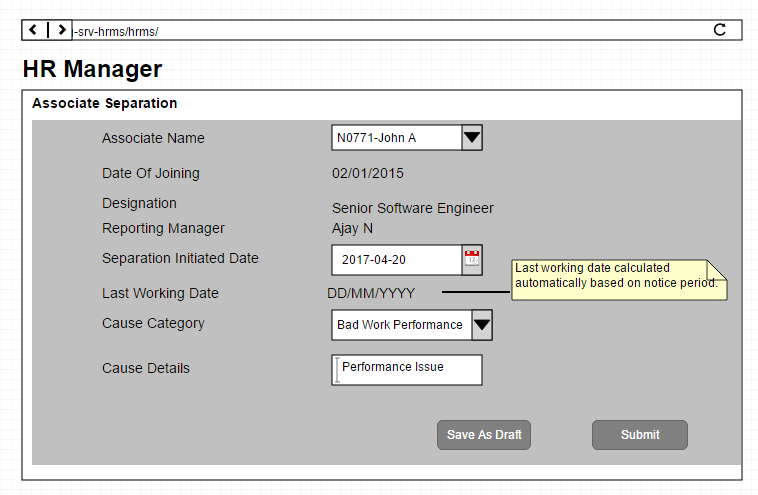 -srv-hrms/hrms/
HR Manager
Associate Separation
Associate Name
N0771-John A
Date Of Joining
02/01/2015
Designation
Senior Software Engineer
Reporting Manager
Ajay N
Separation Initiated Date
2017-04-20
Last working date calculated
automatically based on notice period.
Last Working Date
DD/MM/YYYY
Cause Category
Bad Work Performance
Cause Details
Performance Issue
Save As Draft
Submit